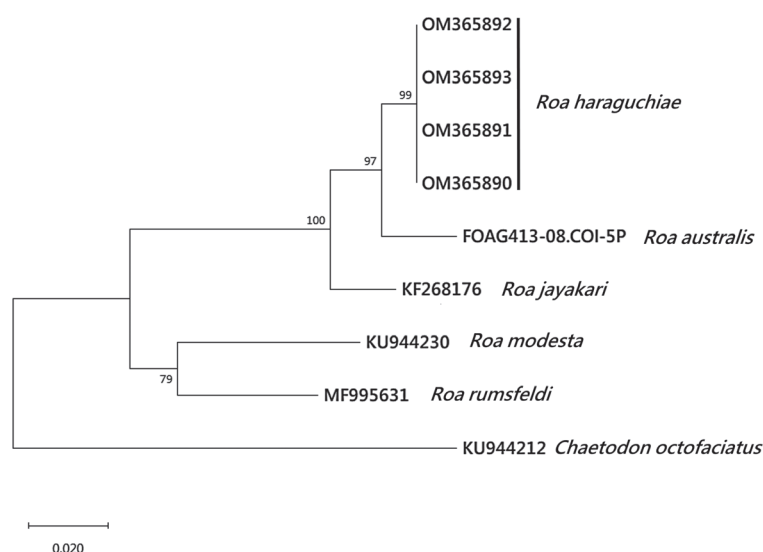 OM365892
99
OM365893
Roa haraguchiae
OM365891
97
OM365890
100
FOAG413-08.COI-5P Roa australis
KF268176 Roa jayakari
KU944230 Roa modesta
79
MF995631 Roa rumsfeldi
KU944212 Chaetodon octofaciatus
0.020